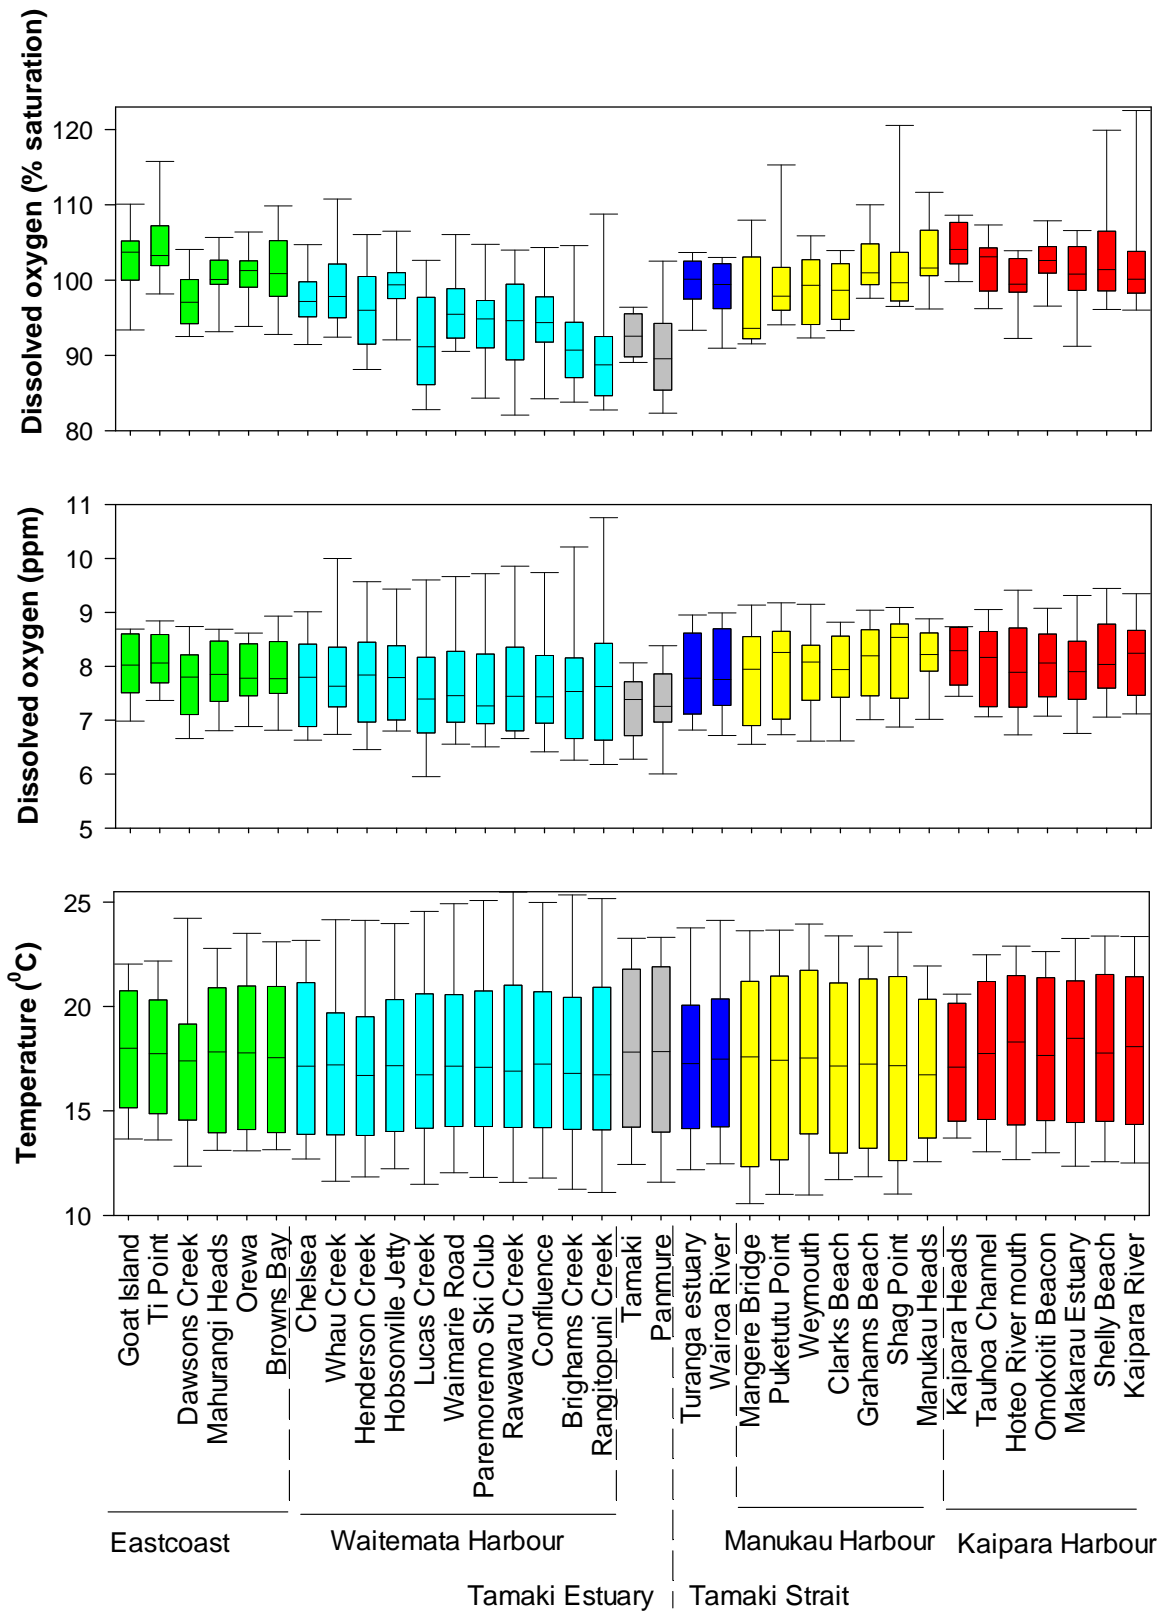 Dissolved oxygen (% saturation)
120
110
100
90
80
Dissolved oxygen (ppm)
11
10
9
8
7
6
5
Temperature (⁰C)
25
20
15
10
Goat Island
Ti Point
Dawsons Creek
Mahurangi Heads
Orewa
Browns Bay
Chelsea
Whau Creek
Henderson Creek
Hobsonville Jetty
Lucas Creek
Waimarie Road
Paremoremo Ski Club
Rawawaru Creek
Confluence
Brighams Creek
Rangitopuni Creek
Tamaki
Panmure
Turanga estuary
Wairoa River
Mangere Bridge
Puketutu Point
Weymouth
Clarks Beach
Grahams Beach
Shag Point
Manukau Heads
Kaipara Heads
Tauhoa Channel
Hoteo River mouth
Omokoiti Beacon
Makarau Estuary
Shelly Beach
Kaipara River
Eastcoast
Waitemata Harbour
Manukau Harbour
Kaipara Harbour
Tamaki Estuary
Tamaki Strait